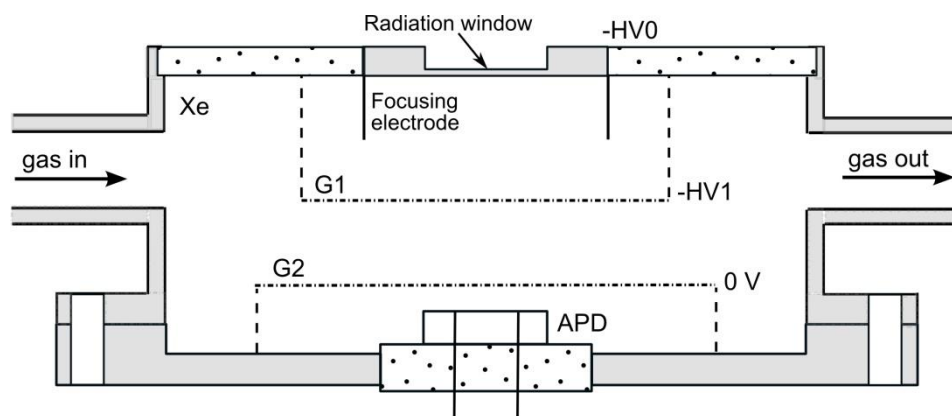 Radiation window
-HV0
Xe
Focusing
electrode
gas in
gas out
G1
-HV1
G2
0 V
APD